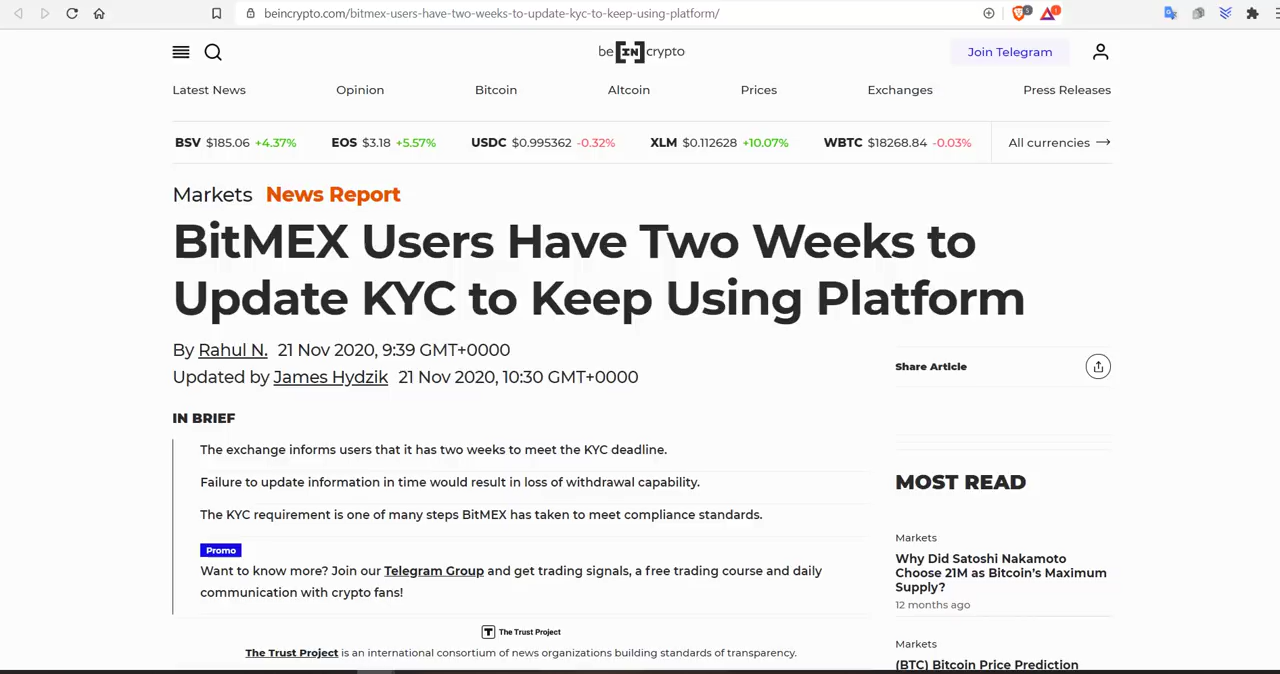 beincrypto.com/bitmex-users-have-two-weeks-to-update-kyc-to-keep-using-platform/
5
1
be[IN]crypto
Join Telegram
Latest News Opinion Bitcoin Altcoin Prices Exchanges Press Releases
BSV $185.06 +4.37% EOS $3.18 +5.57% USDC $0.995362 -0.32% XLM $0.112628 +10.07% WBTC $18268.84 -0.03% All currencies →
Markets News Report
BitMEX Users Have Two Weeks to
Update KYC to Keep Using Platform
By Rahul N. 21 Nov 2020, 9:39 GMT+0000
Updated by James Hydzik 21 Nov 2020, 10:30 GMT+0000
Share Article
IN BRIEF
The exchange informs users that it has two weeks to meet the KYC deadline.
Failure to update information in time would result in loss of withdrawal capability.
The KYC requirement is one of many steps BitMEX has taken to meet compliance standards.
Promo
Want to know more? Join our Telegram Group and get trading signals, a free trading course and daily
communication with crypto fans!
T The Trust Project
The Trust Project is an international consortium of news organizations building standards of transparency.
MOST READ
Markets
Why Did Satoshi Nakamoto
Choose 21M as Bitcoin's Maximum
Supply?
12 months ago
Markets
(BTC) Bitcoin Price Prediction